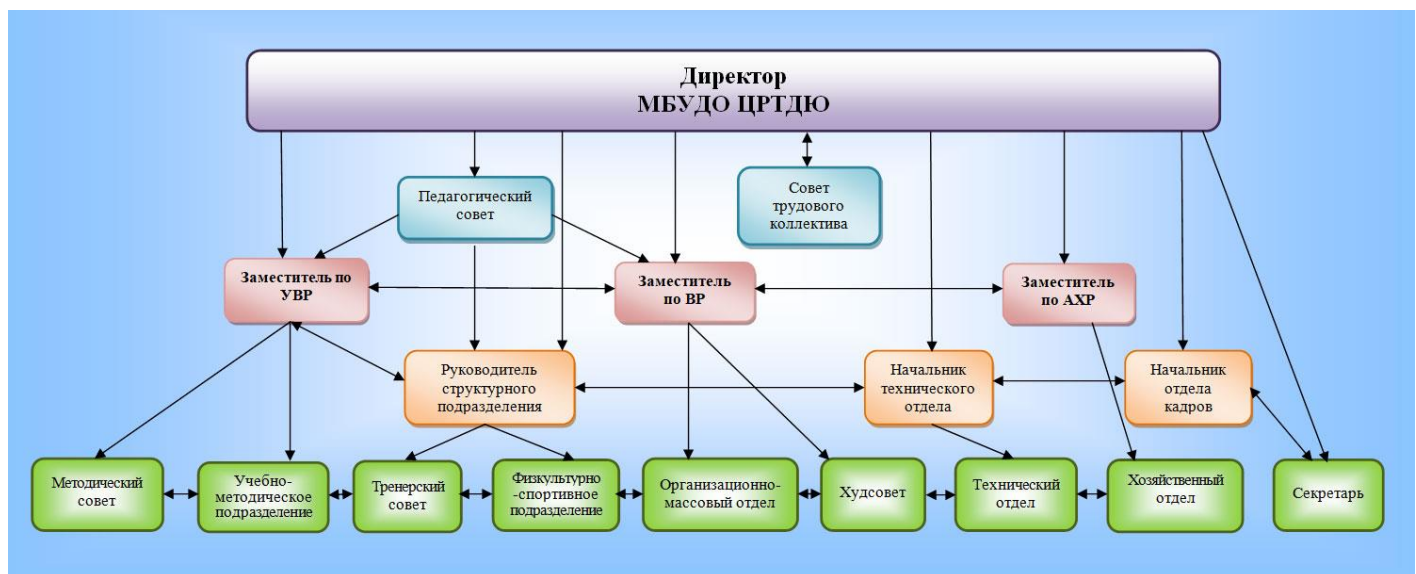 Директор
МБУДО ЦРТДЮ
Педагогический
совет
Совет
трудового
коллектива
Заместитель по
УВР
Заместитель
по ВР
Заместитель
по АХР
Руководитель
структурного
подразделения
Начальник
технического
отдела
Начальник
отдела
кадров
Методический
совет
Учебно-
методическое
подразделение
Тренерский
совет
Физкультурно
-спортивное
подразделение
Организационно-
массовый отдел
Худсовет
Технический
отдел
Хозяйственный
отдел
Секретарь